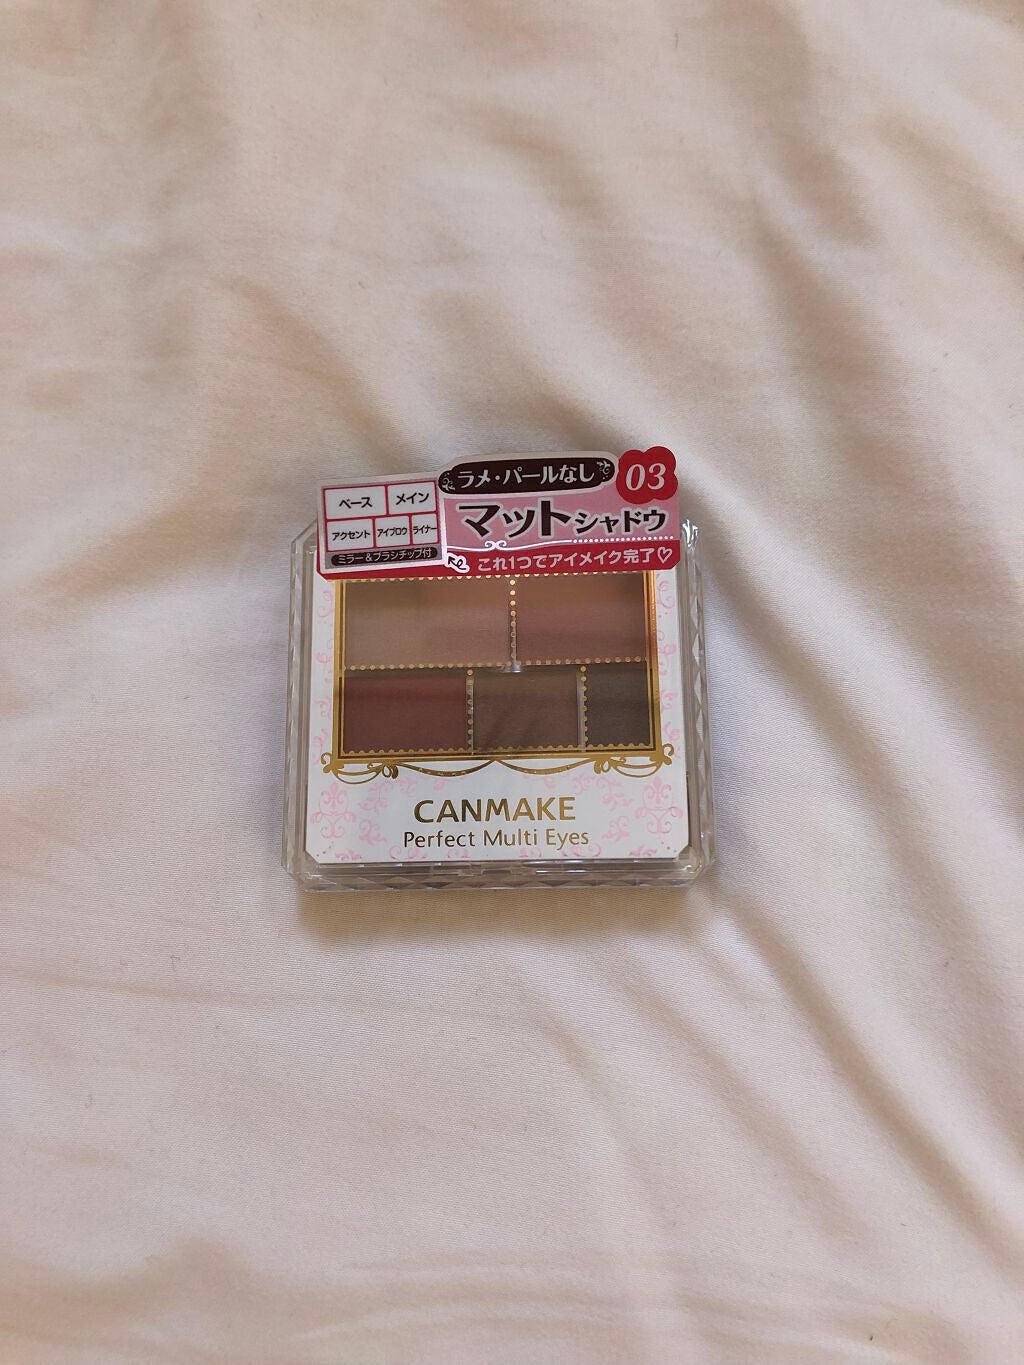 ラメ・パールなし
03
マットシャドウ
これ1つでアイメイク完了♡
ベース メイン
アクセント アイブロウ ライナー
ミラー&ブラシチップ付
CANMAKE
Perfect Multi Eyes